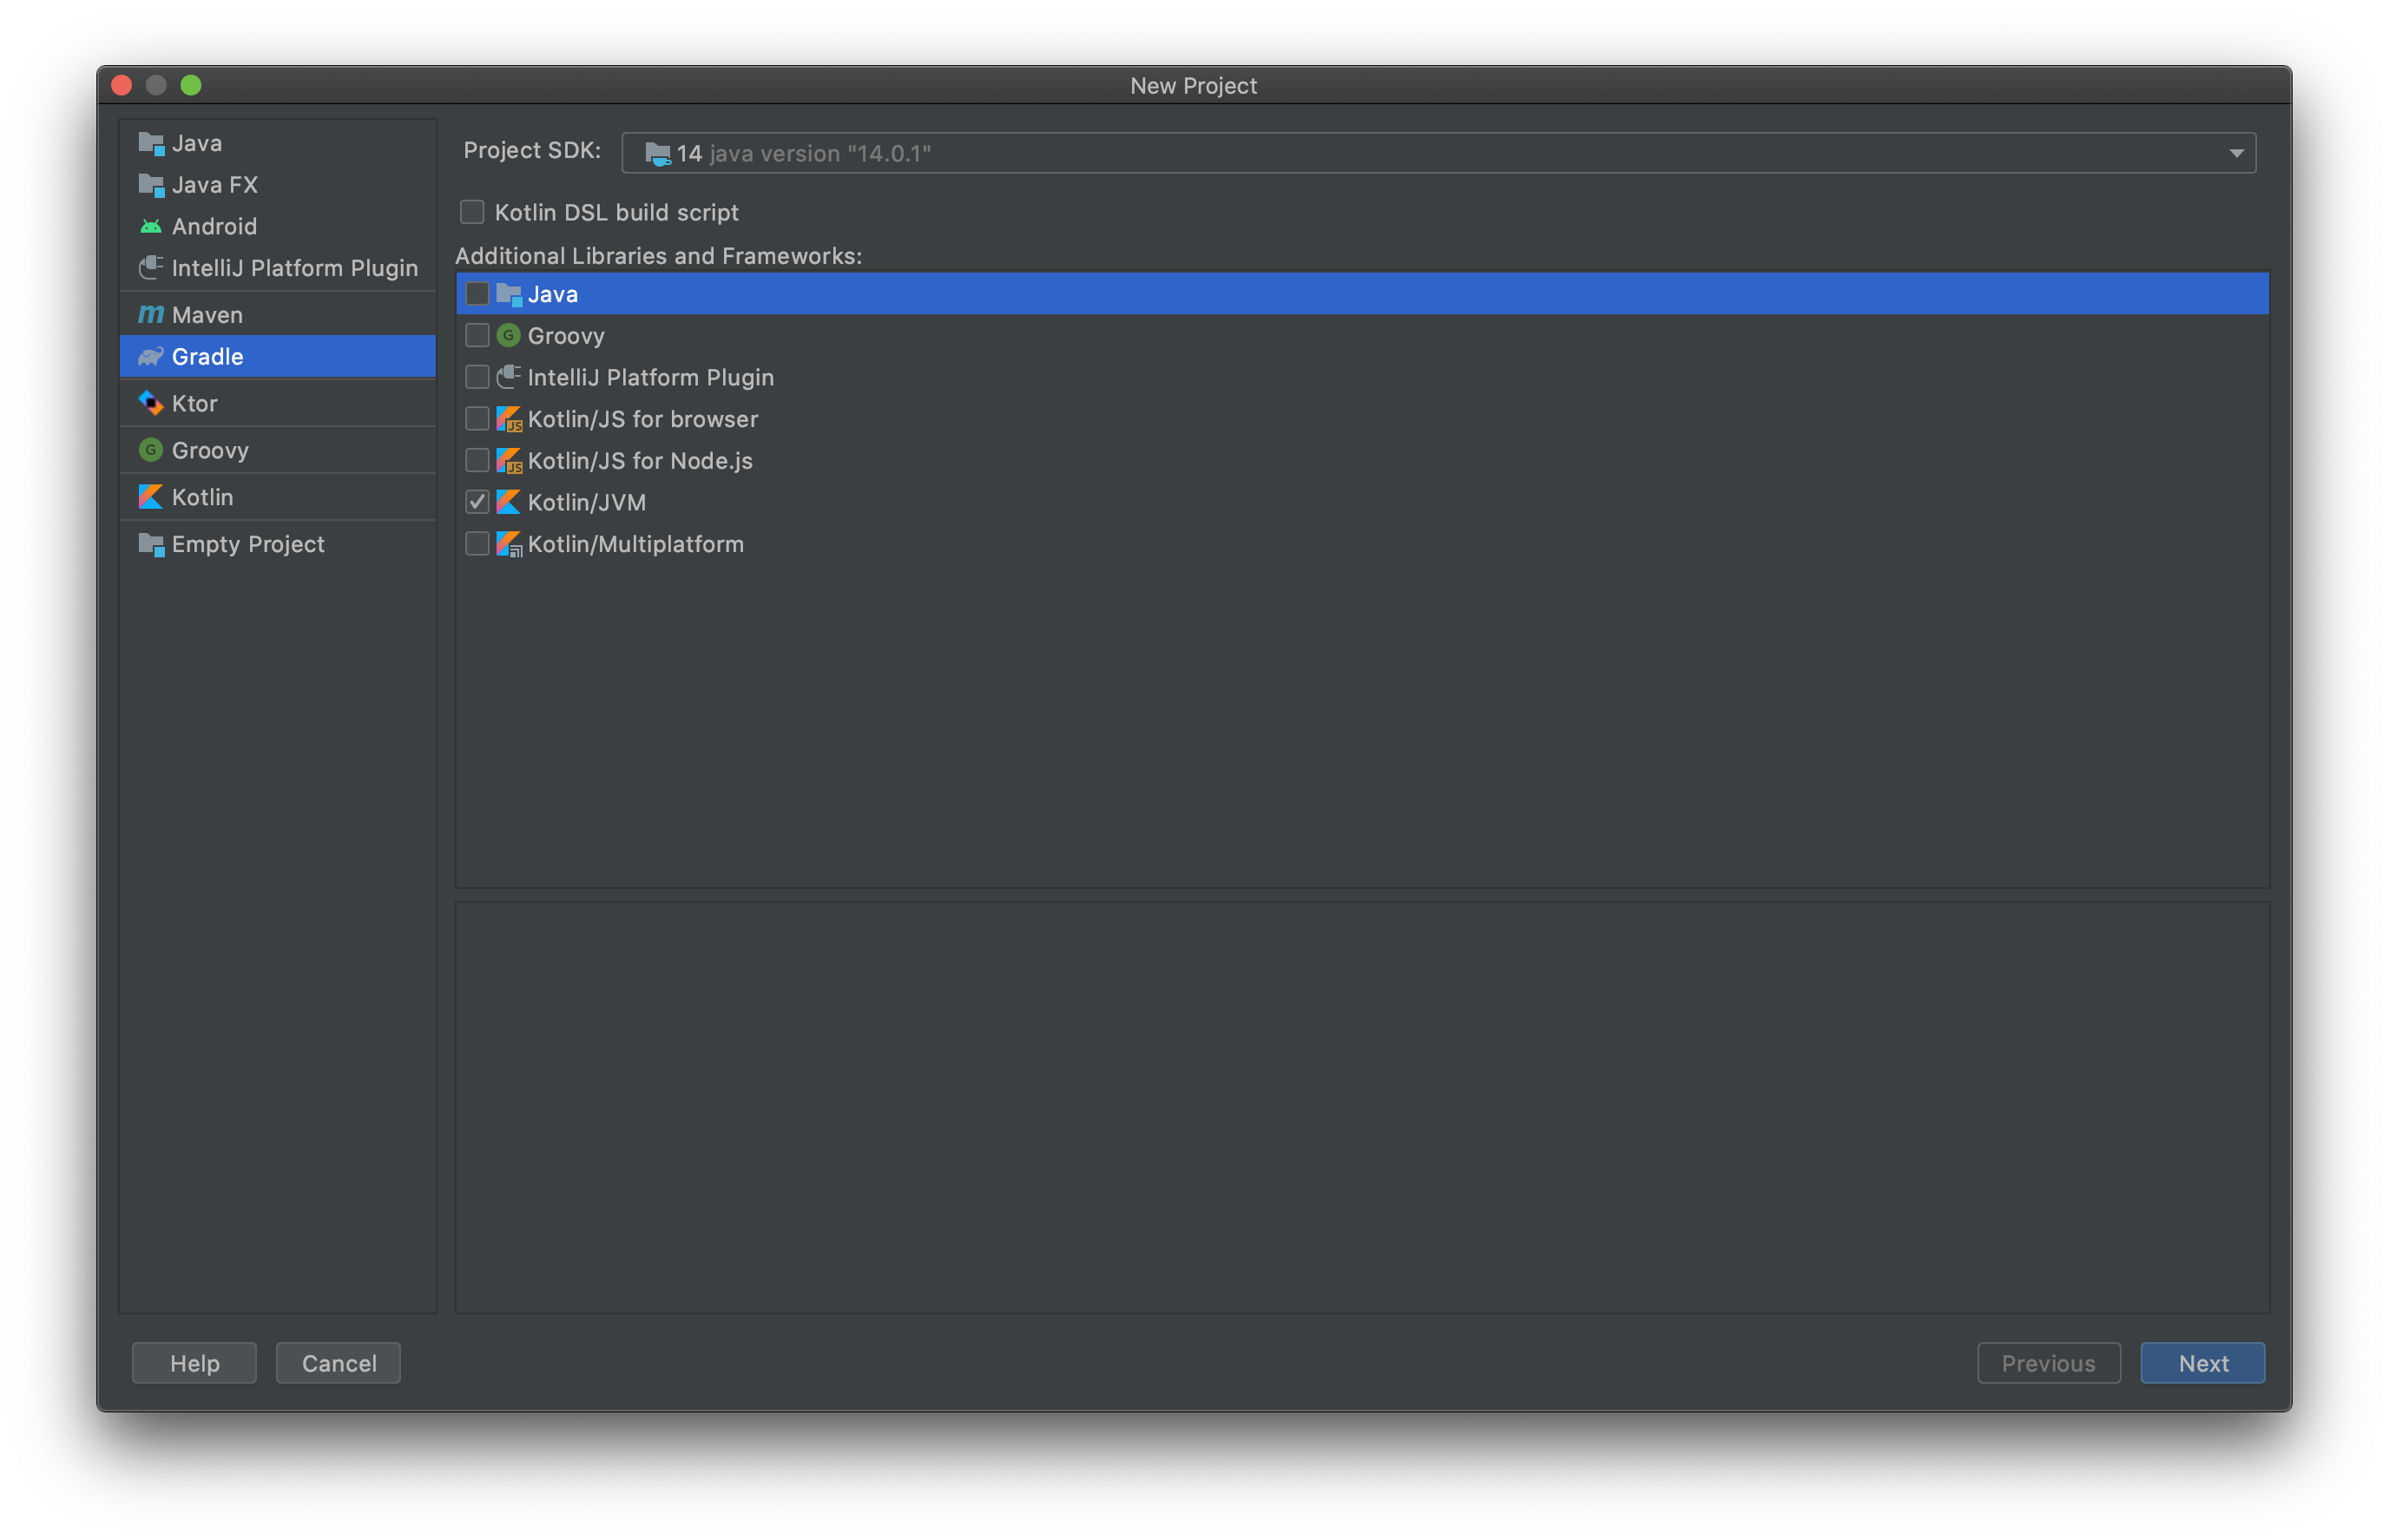 New Project
Java
Java FX
Android
IntelliJ Platform Plugin
Maven
Gradle
Ktor
Groovy
Kotlin
Empty Project
Project SDK: 14 java version "14.0.1"
Kotlin DSL build script
Additional Libraries and Frameworks:
Java
Groovy
IntelliJ Platform Plugin
Kotlin/JS for browser
Kotlin/JS for Node.js
Kotlin/JVM
Kotlin/Multiplatform
Help Cancel Previous Next